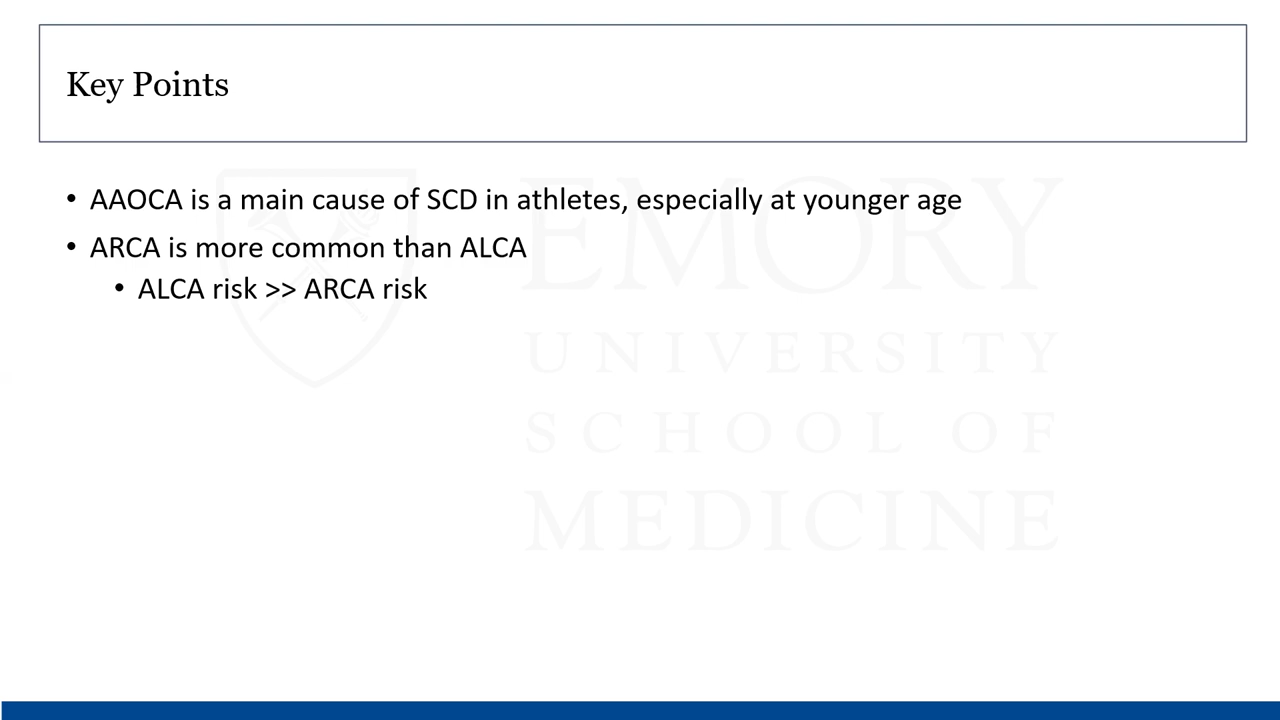 Key Points
• AAOCA is a main cause of SCD in athletes, especially at younger age
• ARCA is more common than ALCA
• ALCA risk >> ARCA risk
EMORY
UNIVERSITY
SCHOOL OF
MEDICINE